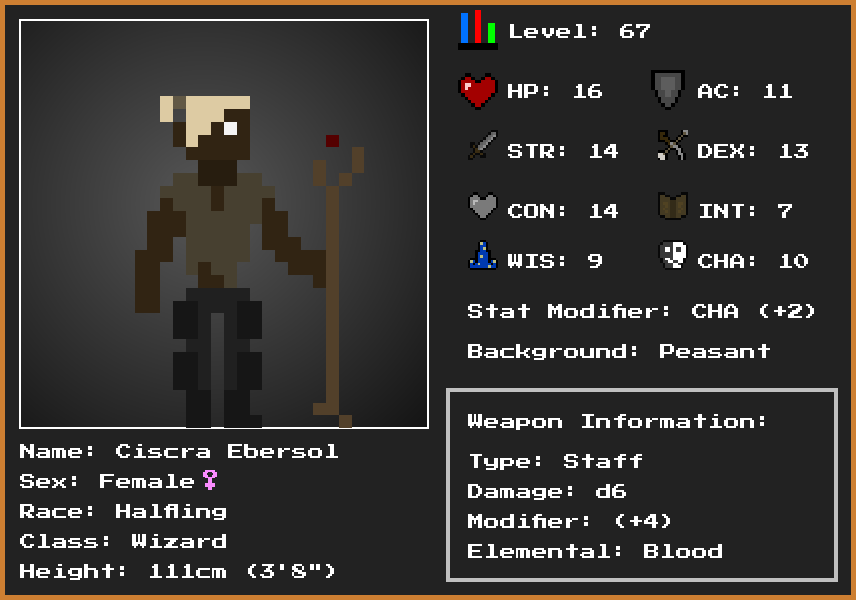 Level: 67
HP: 16 AC: 11
STR: 14 DEX: 13
CON: 14 INT: 7
WIS: 9 CHA: 10
Stat Modifier: CHA (+2)
Background: Peasant
Weapon Information:
Type: Staff
Damage: d6
Modifier: (+4)
Elemental: Blood
Name: Ciscra Ebersol
Sex: Female♀
Race: Halfling
Class: Wizard
Height: 111cm (3'8")